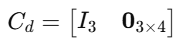 C_d = [I_3 𝟎_{3×4}]